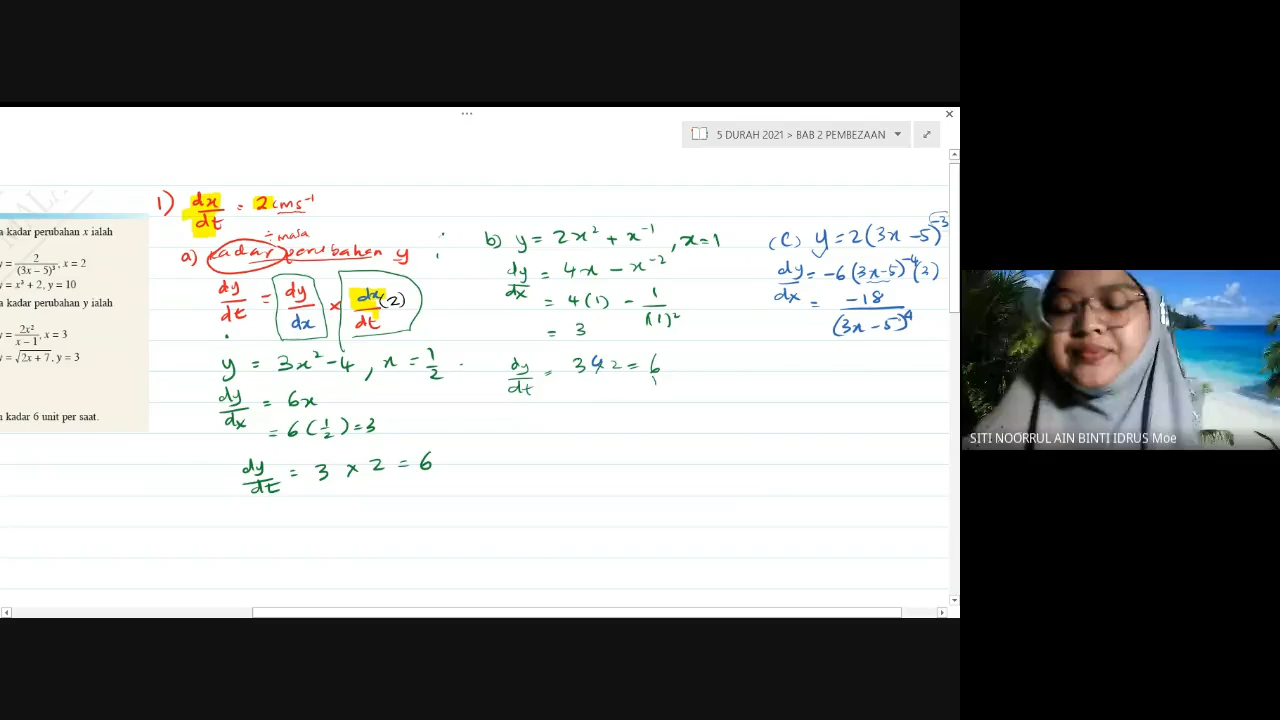 5 DURAH 2021 > BAB 2 PEMBEZAAN
a kadar perubahan x ialah
y = 2/(3x – 5)³, x = 2
y = x³ + 2, y = 10
a kadar perubahan y ialah
2x²/(x – 1), x = 3
y = √(2x + 7), y = 3
kadar 6 unit per saat.
1) dx/dt = 2 cms⁻¹
÷ masa
a) kadar perubahan y
dy/dt = dy/dx × dx/dt (2)
y = 3x² – 4, x = 1/2
dy/dx = 6x
= 6(1/2) = 3
dy/dt = 3 × 2 = 6
b) y = 2x² + x⁻¹, x = 1
dy/dx = 4x – x⁻²
= 4(1) – 1/(1)²
= 3
dy/dt = 3 × 2 = 6
(c) y = 2(3x – 5)⁻³
dy/dx = –6(3x – 5)⁻⁴(3)
= –18/(3x – 5)⁴
SITI NOORRUL AIN BINTI IDRUS Moe